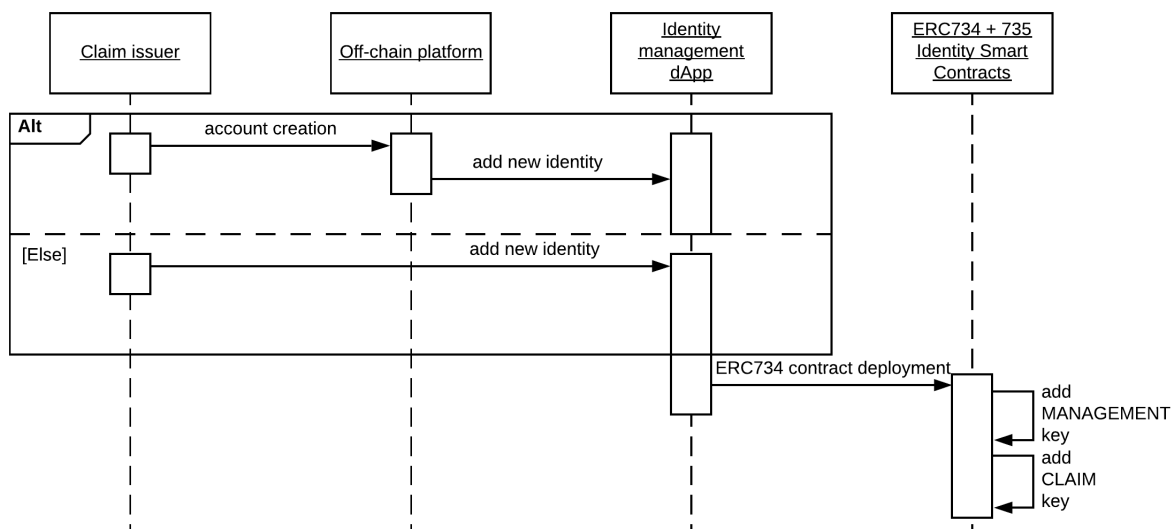 Claim issuer
Off-chain platform
Identity
management
dApp
ERC734 + 735
Identity Smart
Contracts
Alt
account creation
add new identity
[Else]
add new identity
ERC734 contract deployment
add
MANAGEMENT
key
add
CLAIM
key